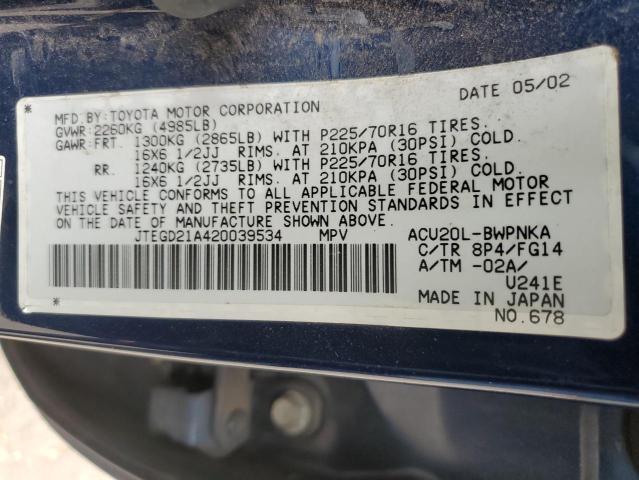 DATE 05/02
MFD.BY:TOYOTA MOTOR CORPORATION
GVWR:2260KG (4985LB)
GAWR:FRT. 1300KG (2865LB) WITH P225/70R16 TIRES.
16X6 1/2JJ RIMS. AT 210KPA (30PSI) COLD.
RR. 1240KG (2735LB) WITH P225/70R16 TIRES.
16X6 1/2JJ RIMS. AT 210KPA (30PSI) COLD.
THIS VEHICLE CONFORMS TO ALL APPLICABLE FEDERAL MOTOR
VEHICLE SAFETY AND THEFT PREVENTION STANDARDS IN EFFECT
ON THE DATE OF MANUFACTURE SHOWN ABOVE.
JTEGD21A420039534 MPV ACU20L-BWPNKA
C/TR 8P4/FG14
A/TM -02A/
U241E
MADE IN JAPAN
NO.678